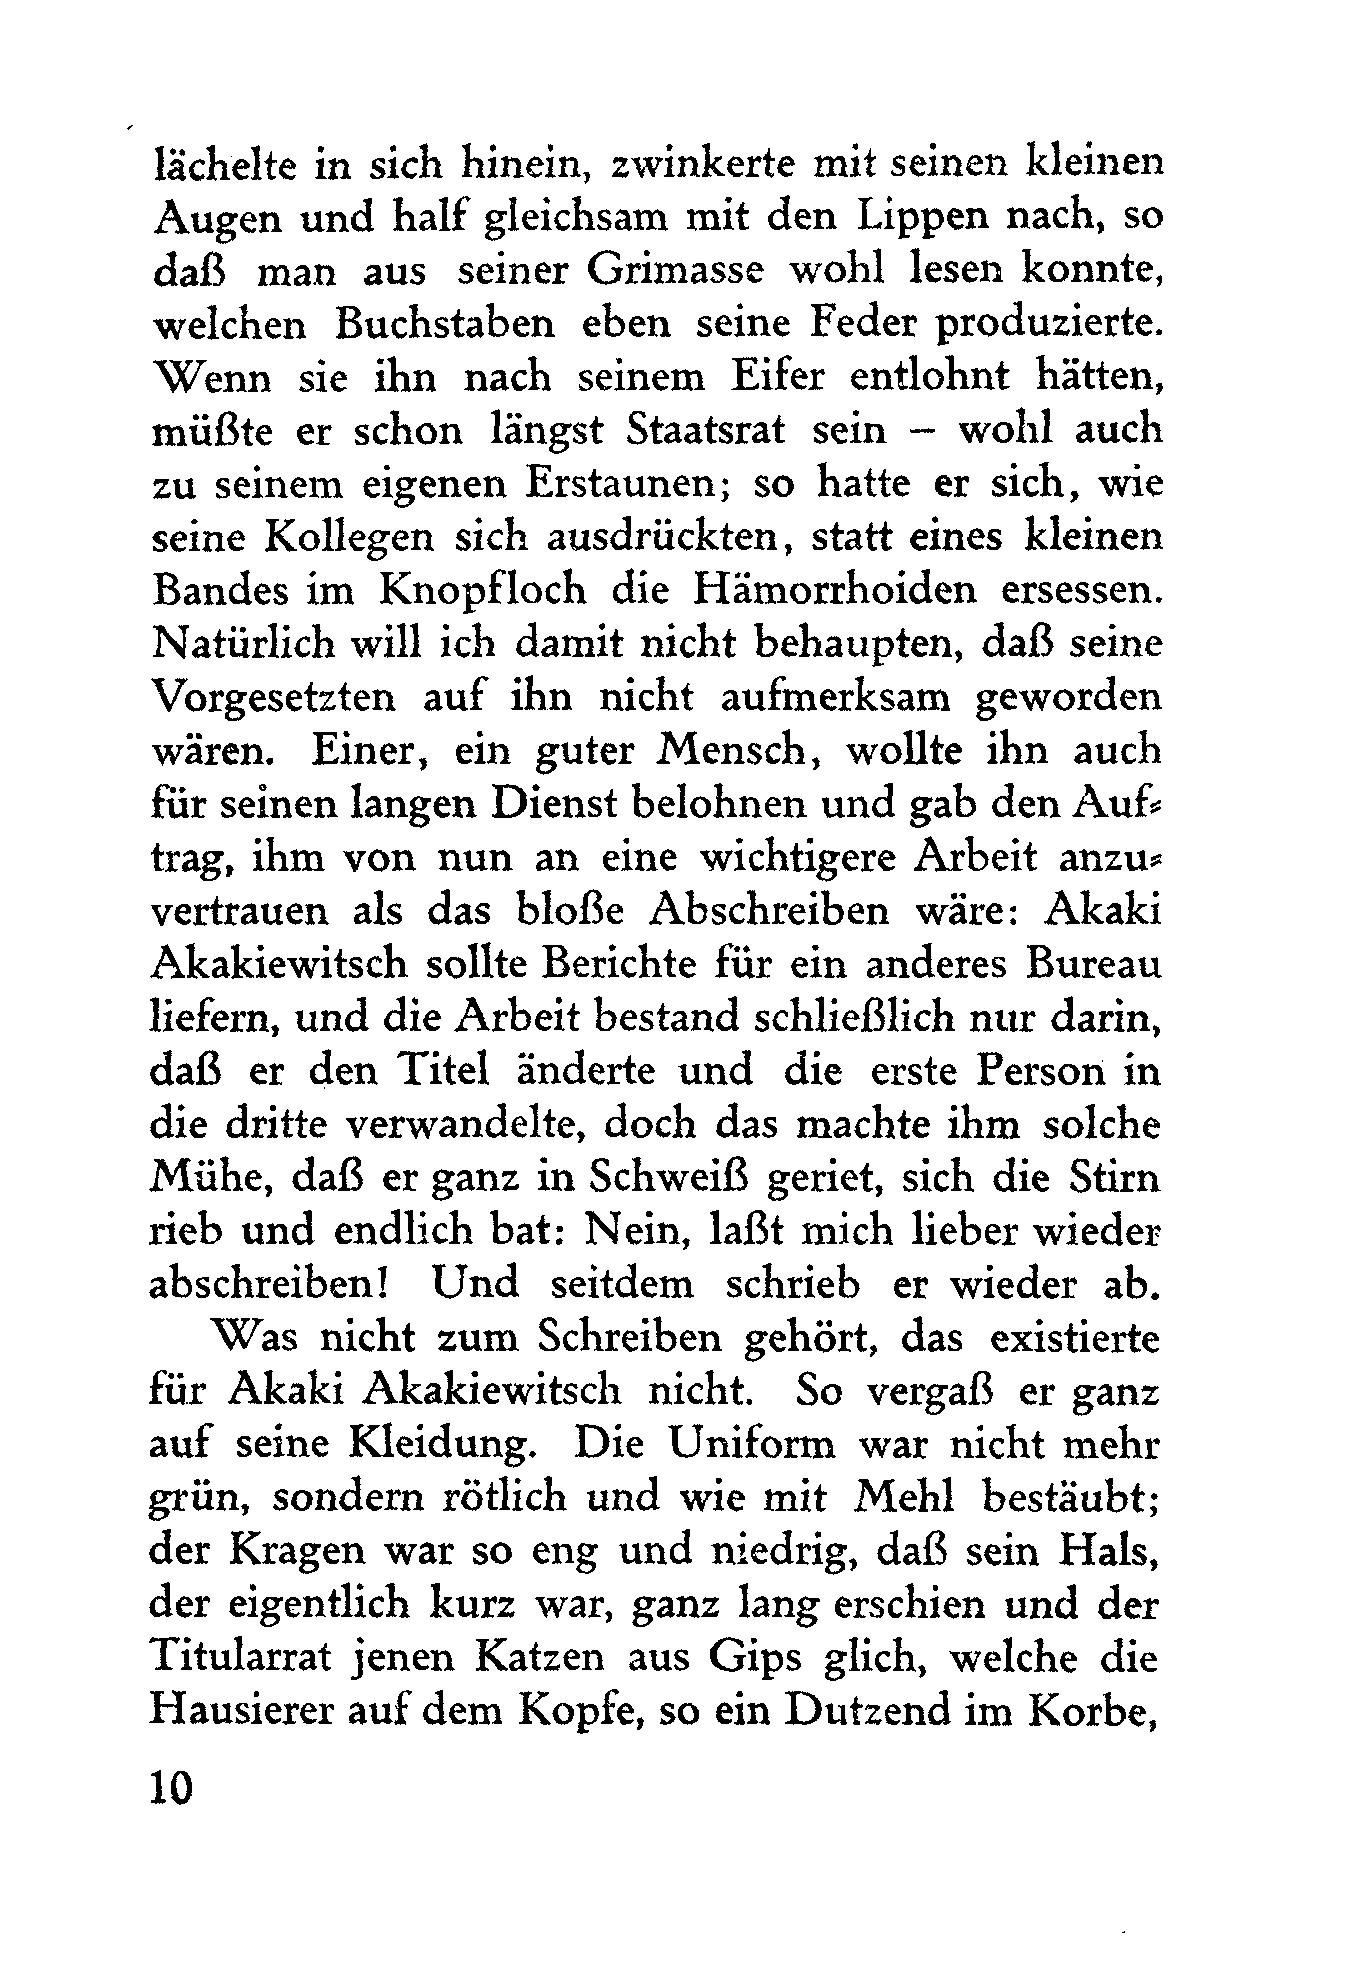 lächelte in sich hinein, zwinkerte mit seinen kleinen
Augen und half gleichsam mit den Lippen nach, so
daß man aus seiner Grimasse wohl lesen konnte,
welchen Buchstaben eben seine Feder produzierte.
Wenn sie ihn nach seinem Eifer entlohnt hätten,
müßte er schon längst Staatsrat sein – wohl auch
zu seinem eigenen Erstaunen; so hatte er sich, wie
seine Kollegen sich ausdrückten, statt eines kleinen
Bandes im Knopfloch die Hämorrhoiden ersessen.
Natürlich will ich damit nicht behaupten, daß seine
Vorgesetzten auf ihn nicht aufmerksam geworden
wären. Einer, ein guter Mensch, wollte ihn auch
für seinen langen Dienst belohnen und gab den Auf⸗
trag, ihm von nun an eine wichtigere Arbeit anzu⸗
vertrauen als das bloße Abschreiben wäre: Akaki
Akakiewitsch sollte Berichte für ein anderes Bureau
liefern, und die Arbeit bestand schließlich nur darin,
daß er den Titel änderte und die erste Person in
die dritte verwandelte, doch das machte ihm solche
Mühe, daß er ganz in Schweiß geriet, sich die Stirn
rieb und endlich bat: Nein, laßt mich lieber wieder
abschreiben! Und seitdem schrieb er wieder ab.
Was nicht zum Schreiben gehört, das existierte
für Akaki Akakiewitsch nicht. So vergaß er ganz
auf seine Kleidung. Die Uniform war nicht mehr
grün, sondern rötlich und wie mit Mehl bestäubt;
der Kragen war so eng und niedrig, daß sein Hals,
der eigentlich kurz war, ganz lang erschien und der
Titularrat jenen Katzen aus Gips glich, welche die
Hausierer auf dem Kopfe, so ein Dutzend im Korbe,
10